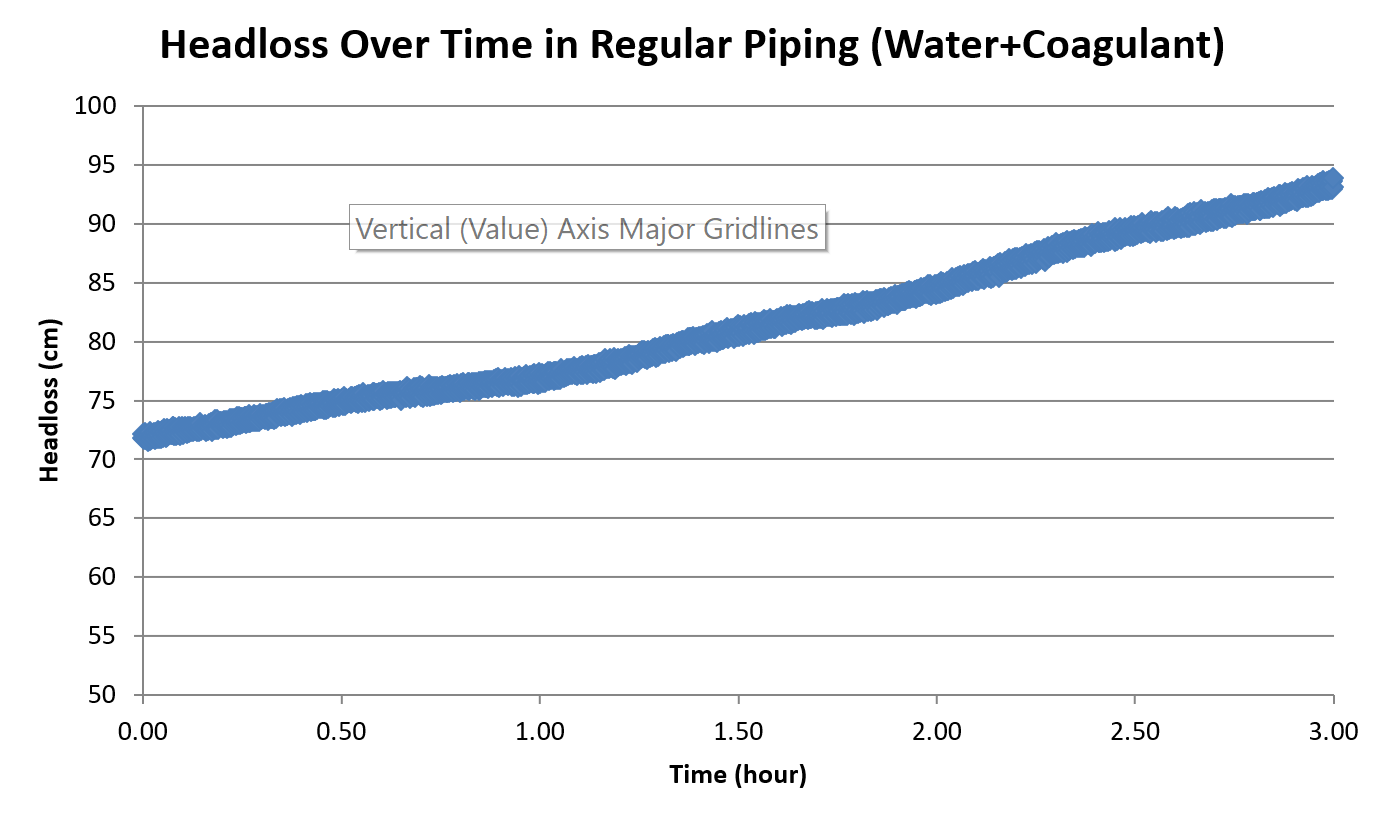 Headloss Over Time in Regular Piping (Water+Coagulant)
100
95
Vertical (Value) Axis Major Gridlines
90
85
80
75
70
65
60
55
50
Headloss (cm)
0.00 0.50 1.00 1.50 2.00 2.50 3.00
Time (hour)